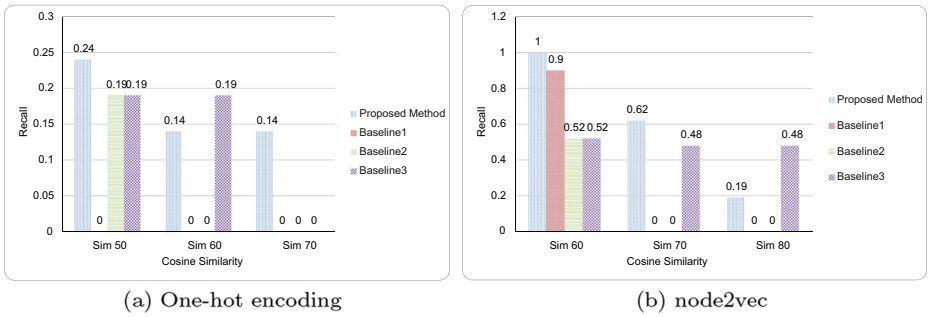 0.3
0.25
0.2
0.15
0.1
0.05
0
Recall
0.24
0
0.19
0.19
0.14
0
0
0.19
0.14
0
0
0
Sim 50
Sim 60
Sim 70
Cosine Similarity
Proposed Method
Baseline1
Baseline2
Baseline3
(a) One-hot encoding
1.2
1
0.8
0.6
0.4
0.2
0
Recall
1
0.9
0.52
0.52
0.62
0
0
0.48
0.19
0
0
0.48
Sim 60
Sim 70
Sim 80
Cosine Similarity
Proposed Method
Baseline1
Baseline2
Baseline3
(b) node2vec